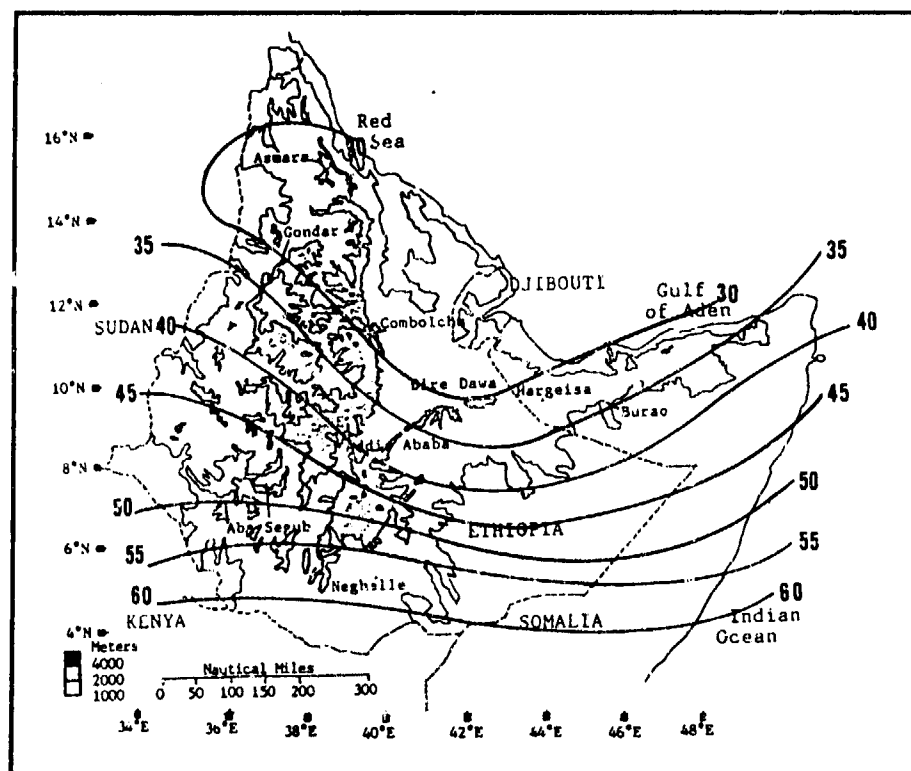 16°N
Red
Sea
Asmara
14°N
Gondar
35
35
DJIBOUTI
Gulf
of Aden
30
12°N
SUDAN
40
Combolcha
40
10°N
Dire Dawa
Hargeisa
45
Burao
45
Ababa
8°N
50
50
ETHIOPIA
Aba Segub
6°N
55
55
Neghelle
60
60
KENYA
SOMALIA
Indian
Ocean
4°N
Meters
4000
2000
1000
Nautical Miles
0 50 100 150 200 300
34°E 36°E 38°E 40°E 42°E 44°E 46°E 48°E